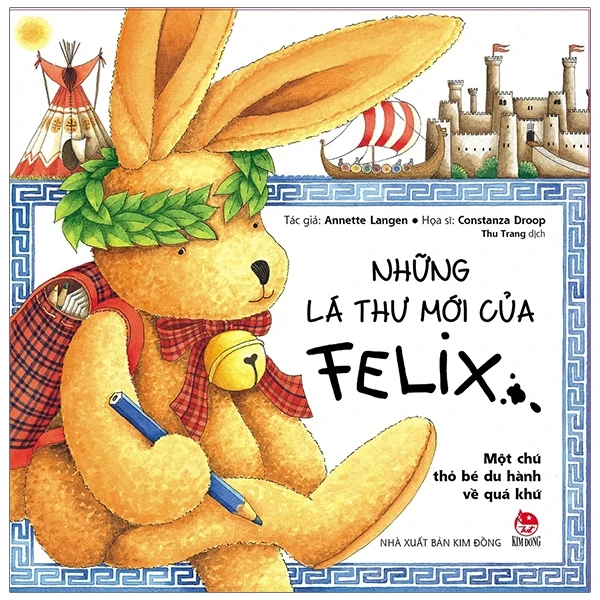 Tác giả: Annette Langen • Họa sĩ: Constanza Droop
Thu Trang dịch
NHỮNG
LÁ THƯ MỚI CỦA
FELIX
Một chú
thỏ bé du hành
về quá khứ
NHÀ XUẤT BẢN KIM ĐỒNG
KIM ĐỒNG